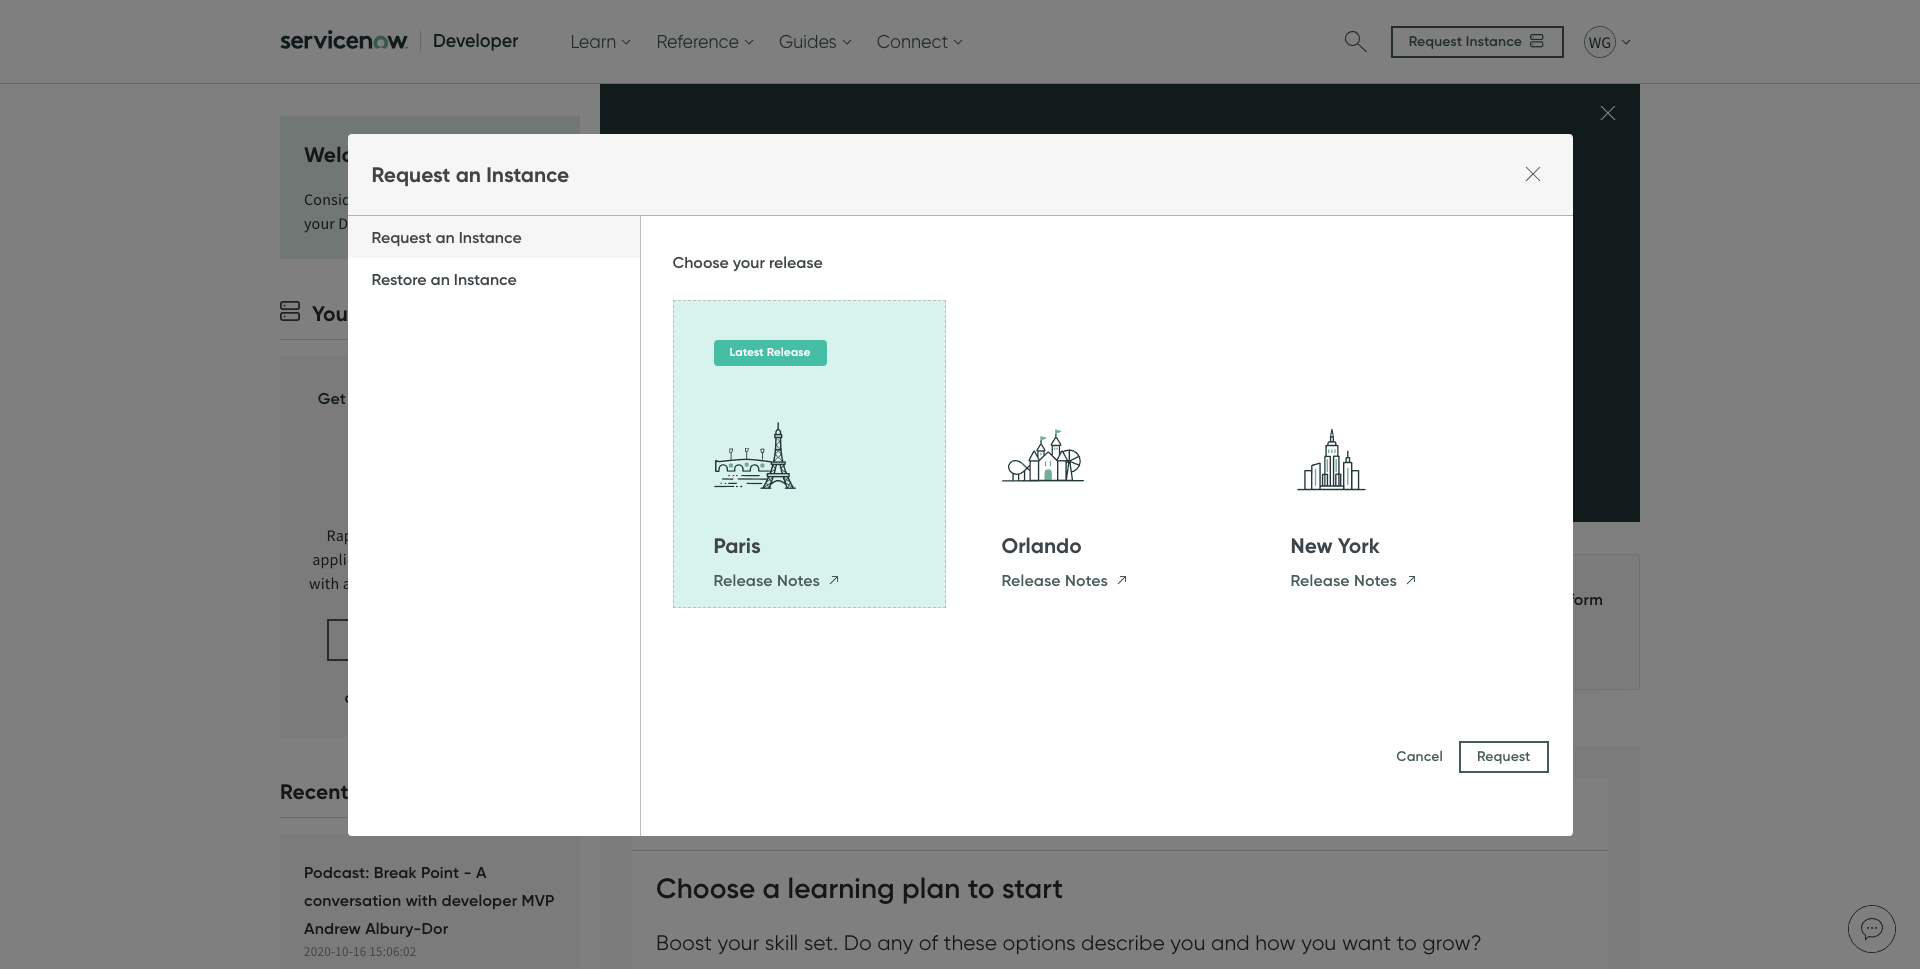 servicenow Developer Learn Reference Guides Connect Request Instance WG
Request an Instance
Request an Instance
Restore an Instance
Choose your release
Latest Release
Paris
Release Notes
Orlando
Release Notes
New York
Release Notes
Cancel Request
Welc
Consic
your D
You
Get
Rap
appli
with a
form
Recent
Podcast: Break Point - A
conversation with developer MVP
Andrew Albury-Dor
2020-10-16 15:06:02
Choose a learning plan to start
Boost your skill set. Do any of these options describe you and how you want to grow?